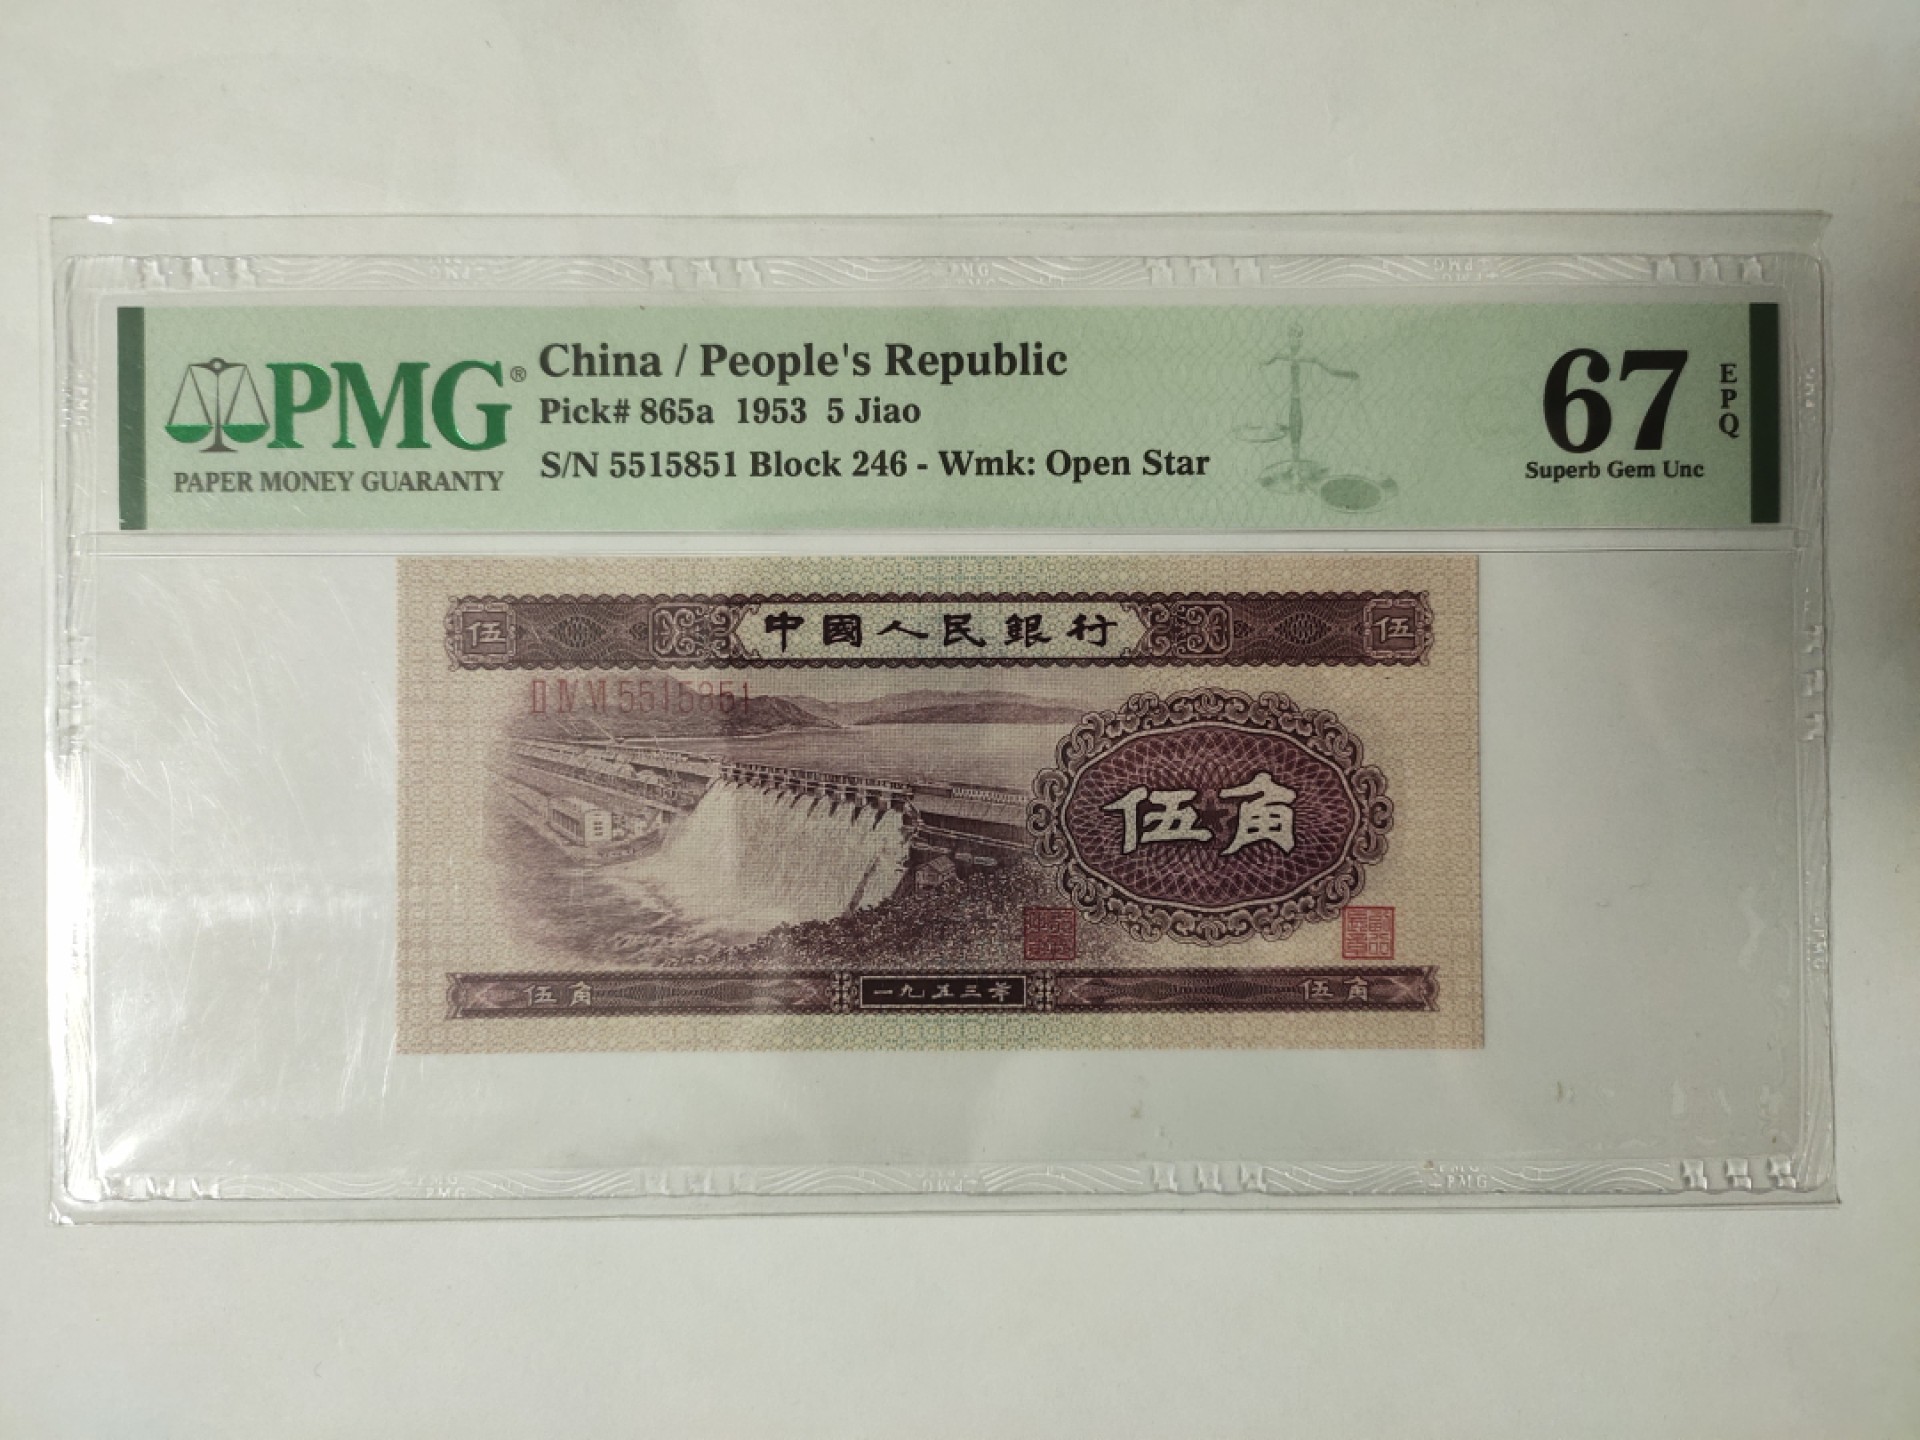 PMG®
PAPER MONEY GUARANTY
China / People's Republic
Pick# 865a 1953 5 Jiao
S/N 5515851 Block 246 - Wmk: Open Star
67
EPQ
Superb Gem Unc
伍 中國人民銀行 伍
II IV VI 5515851
伍角
伍角 一九五三年 伍角